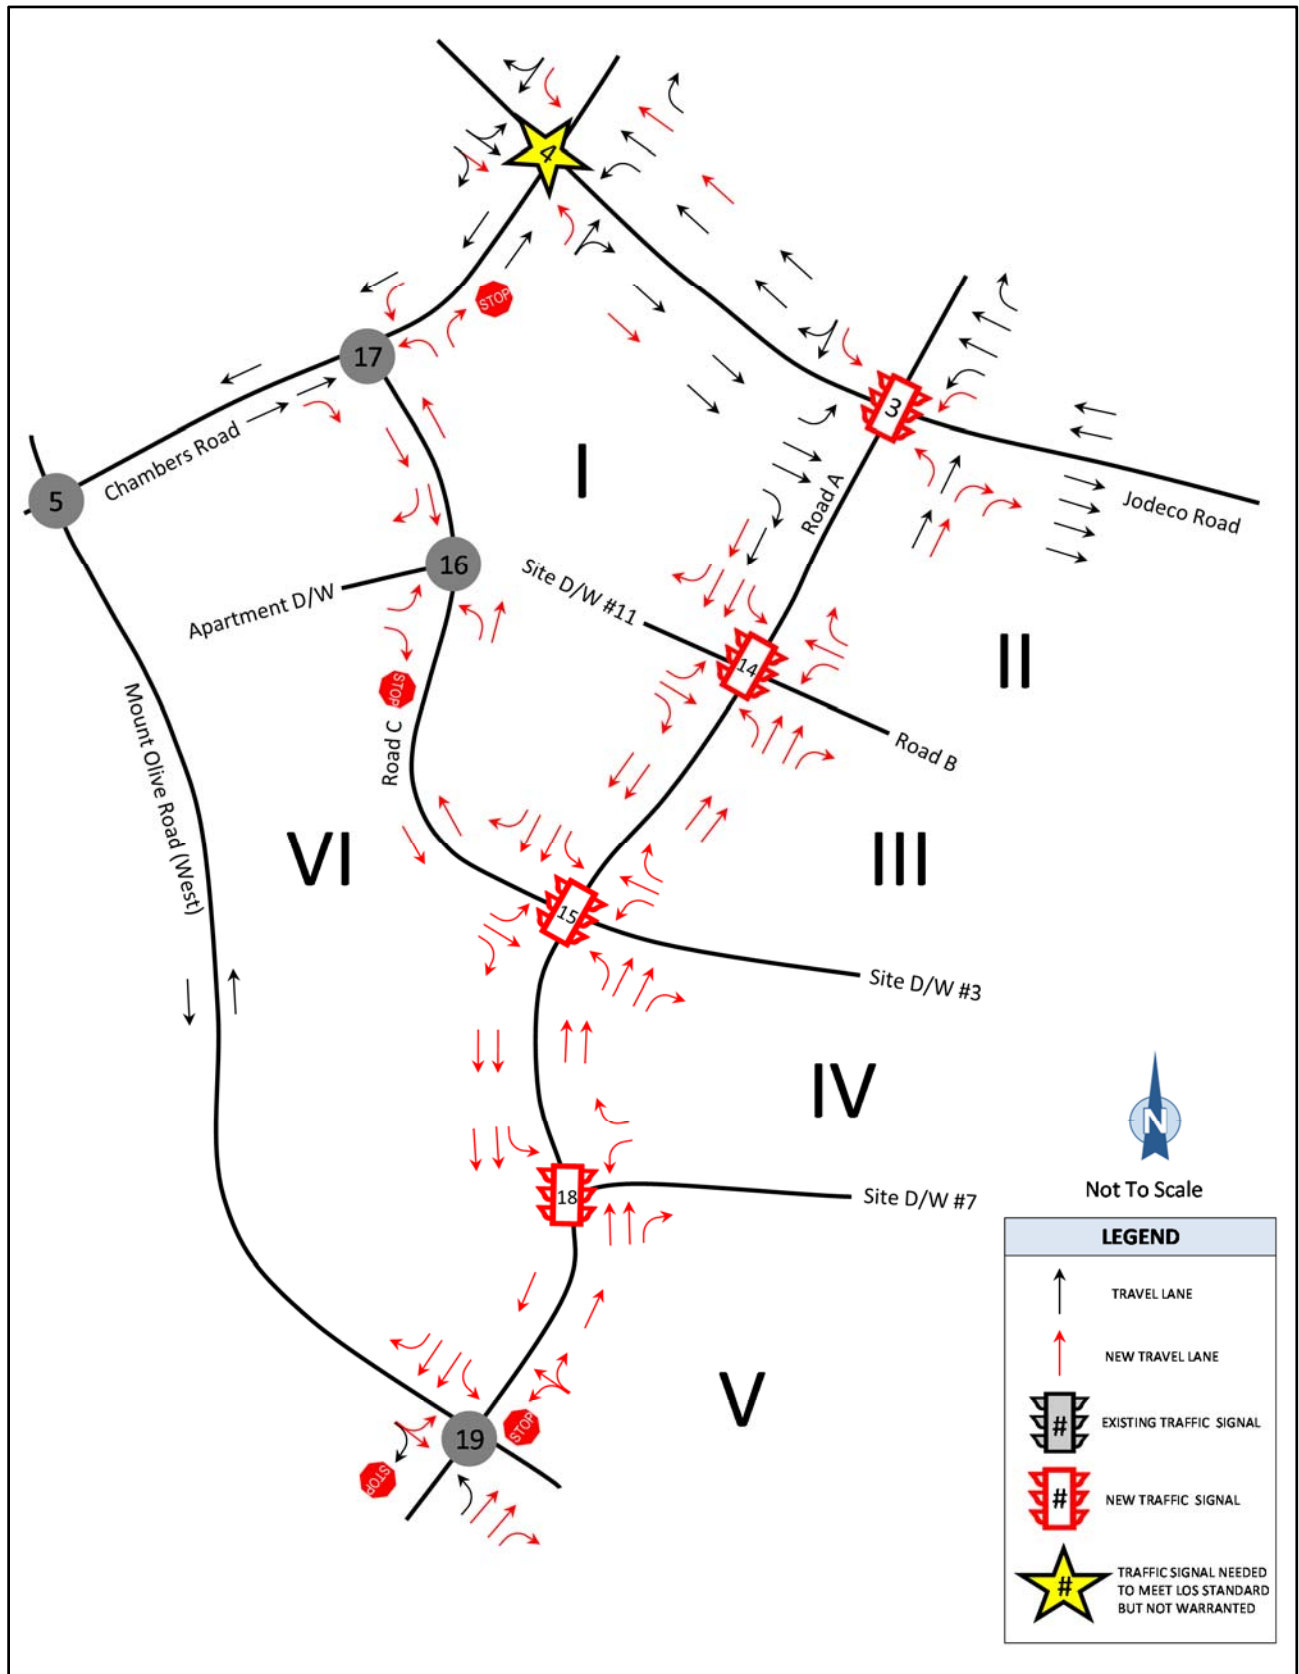 4
STOP
17
3
Chambers Road
5
I
Jodeco Road
Road A
16
Site D/W #11
Apartment D/W
II
14
STOP
Road B
Road C
Mount Olive Road (West)
VI
III
15
Site D/W #3
IV
N
Not To Scale
18
Site D/W #7
LEGEND
TRAVEL LANE
NEW TRAVEL LANE
V
# EXISTING TRAFFIC SIGNAL
STOP
19
STOP
# NEW TRAFFIC SIGNAL
# TRAFFIC SIGNAL NEEDED
TO MEET LOS STANDARD
BUT NOT WARRANTED